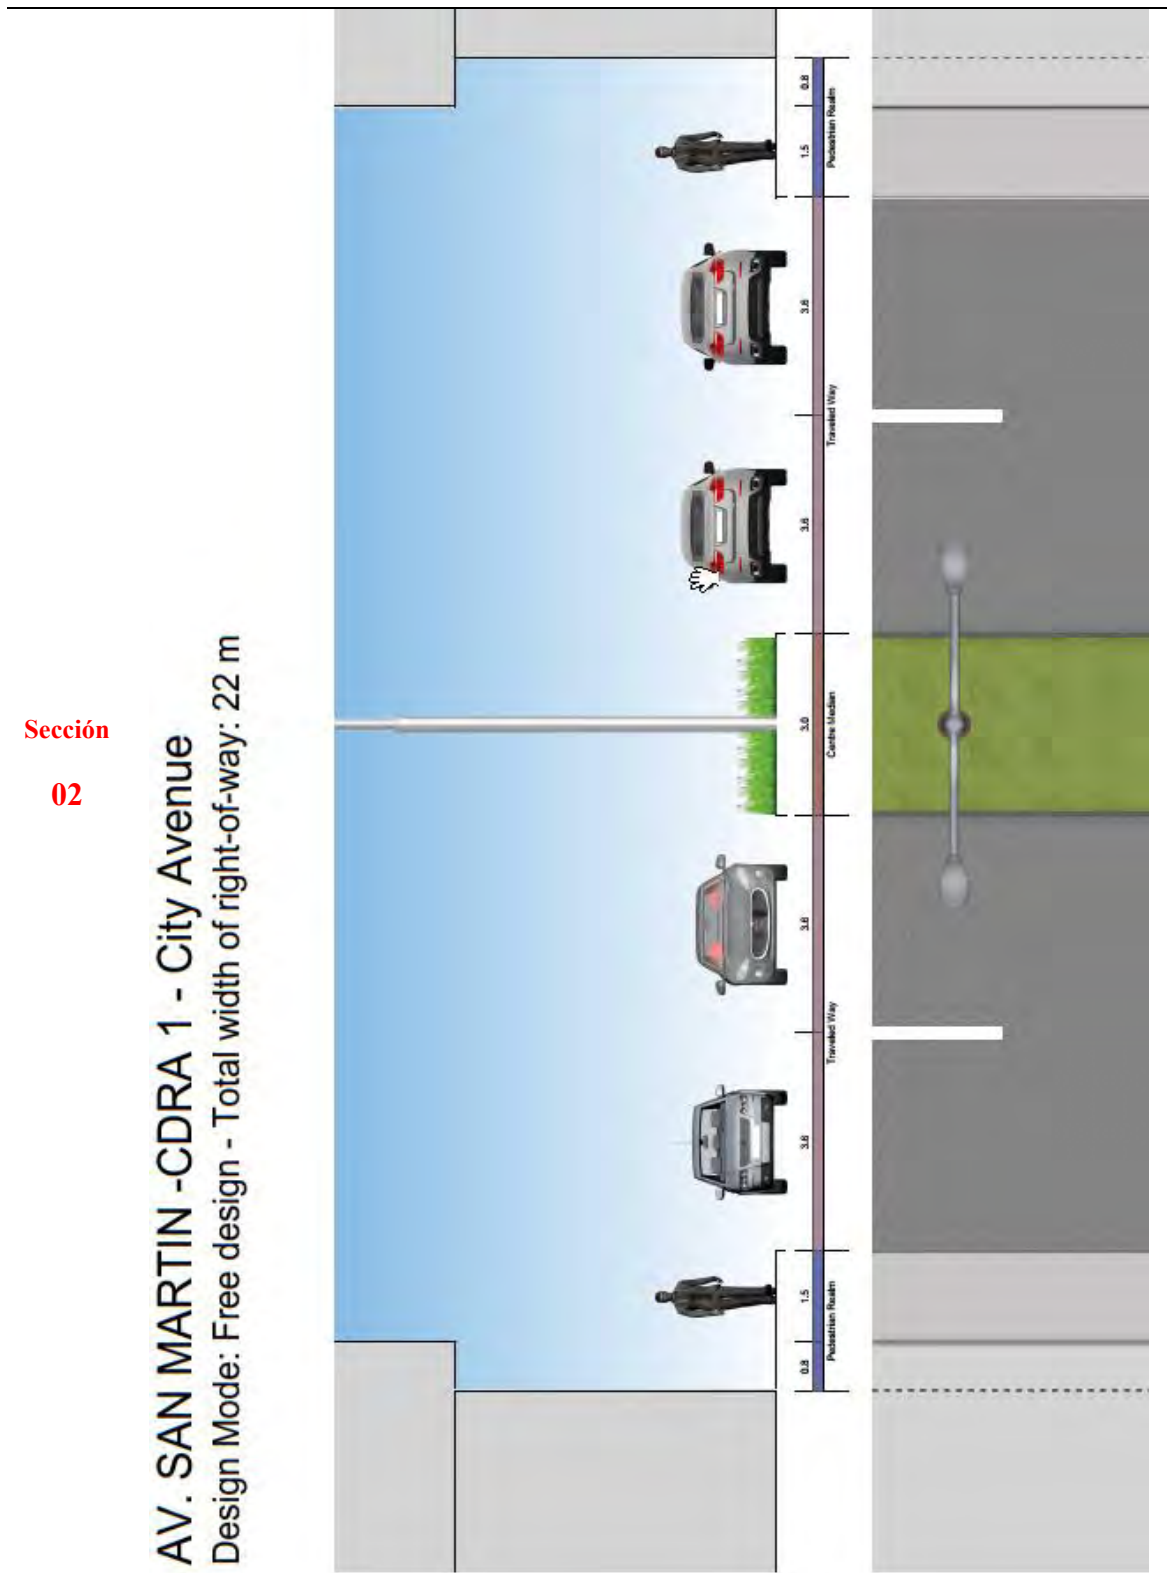 Sección
02
AV. SAN MARTIN -CDRA 1 - City Avenue
Design Mode: Free design - Total width of right-of-way: 22 m
0.8
1.5
3.6
3.6
3.0
3.6
3.6
1.5
0.8
Pedestrian Realm
Traveled Way
Centre Median
Traveled Way
Pedestrian Realm